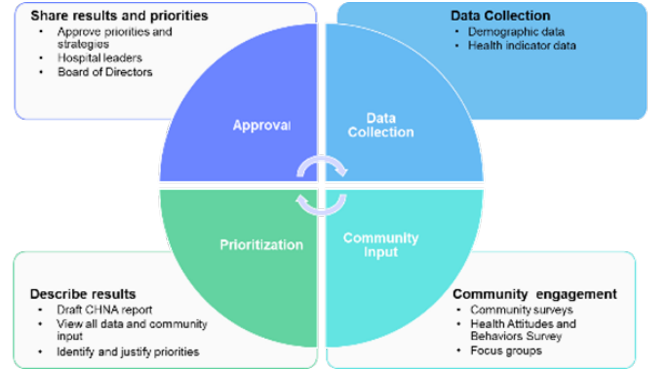 Share results and priorities
• Approve priorities and
strategies
• Hospital leaders
• Board of Directors
Data Collection
• Demographic data
• Health indicator data
Approval
Data
Collection
Prioritization
Community
Input
Describe results
• Draft CHNA report
• View all data and community
input
• Identify and justify priorities
Community engagement
• Community surveys
• Health Attitudes and
Behaviors Survey
• Focus groups